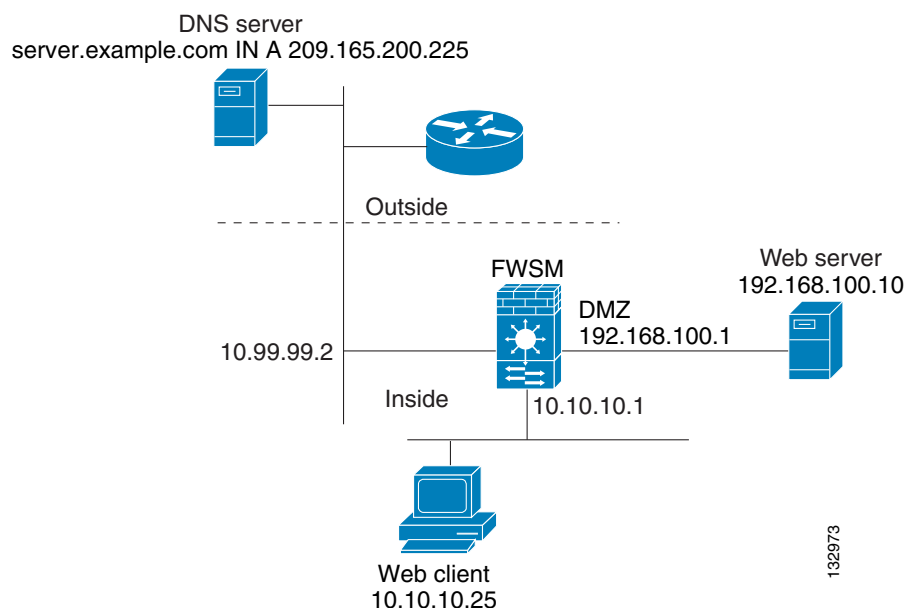 DNS server
server.example.com IN A 209.165.200.225
Outside
FWSM
Web server
192.168.100.10
DMZ
192.168.100.1
10.99.99.2
Inside
10.10.10.1
Web client
10.10.10.25
132973